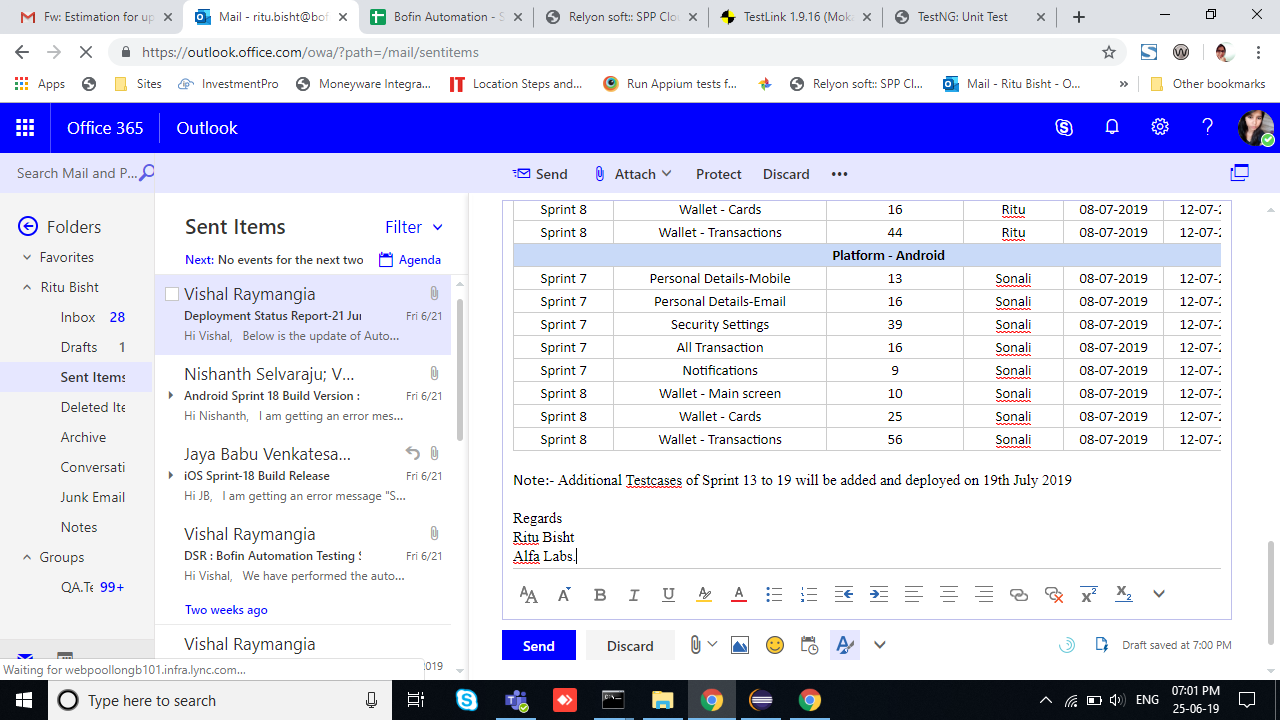 Fw: Estimation for up
Mail - ritu.bisht@bof
Bofin Automation - S
Relyon soft:: SPP Clo
TestLink 1.9.16 (Mok
TestNG: Unit Test
https://outlook.office.com/owa/?path=/mail/sentitems
Apps
Sites
InvestmentPro
Moneyware Integra...
Location Steps and...
Run Appium tests f...
Relyon soft:: SPP Cl...
Mail - Ritu Bisht - O...
»
Other bookmarks
Office 365
Outlook
Search Mail and P...
Send
Attach
Protect
Discard
Folders
Favorites
Ritu Bisht
Inbox 28
Drafts 1
Sent Items
Deleted Ite
Archive
Conversati
Junk Email
Notes
Groups
QA.Te 99+
Sent Items
Filter
Next: No events for the next two
Agenda
Vishal Raymangia
Deployment Status Report-21 Jun
Fri 6/21
Hi Vishal, Below is the update of Auto...
Nishanth Selvaraju; V...
Android Sprint 18 Build Version :
Fri 6/21
Hi Nishanth, I am getting an error mes...
Jaya Babu Venkatesa...
iOS Sprint-18 Build Release
Fri 6/21
Hi JB, I am getting an error message "S...
Vishal Raymangia
DSR : Bofin Automation Testing S
Fri 6/21
Hi Vishal, We have performed the auto...
Two weeks ago
Vishal Raymangia
2019
Waiting for webpoollongb101.infra.lync.com...
Sprint 8 Wallet - Cards 16 Ritu 08-07-2019 12-07-2
Sprint 8 Wallet - Transactions 44 Ritu 08-07-2019 12-07-2
Platform - Android
Sprint 7 Personal Details-Mobile 13 Sonali 08-07-2019 12-07-2
Sprint 7 Personal Details-Email 16 Sonali 08-07-2019 12-07-2
Sprint 7 Security Settings 39 Sonali 08-07-2019 12-07-2
Sprint 7 All Transaction 16 Sonali 08-07-2019 12-07-2
Sprint 7 Notifications 9 Sonali 08-07-2019 12-07-2
Sprint 8 Wallet - Main screen 10 Sonali 08-07-2019 12-07-2
Sprint 8 Wallet - Cards 25 Sonali 08-07-2019 12-07-2
Sprint 8 Wallet - Transactions 56 Sonali 08-07-2019 12-07-2
Note:- Additional Testcases of Sprint 13 to 19 will be added and deployed on 19th July 2019
Regards
Ritu Bisht
Alfa Labs.
Send
Discard
Draft saved at 7:00 PM
Type here to search
ENG
07:01 PM
25-06-19